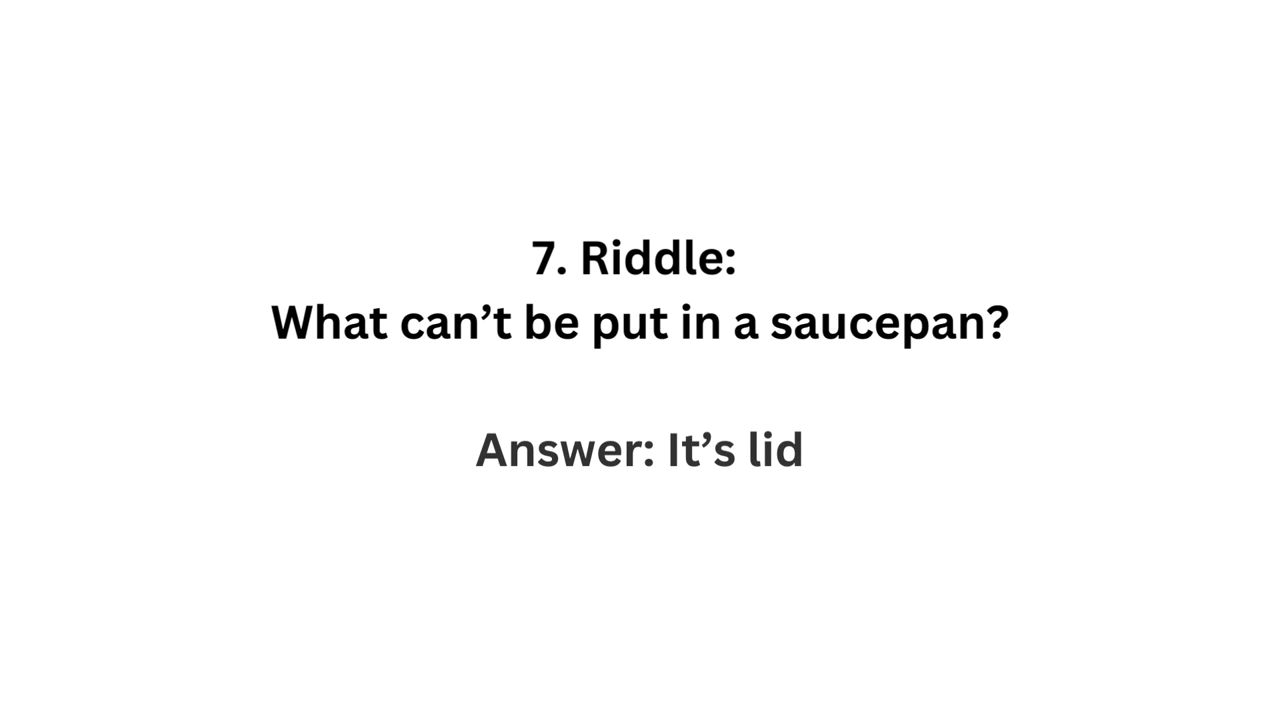 7. Riddle:
What can’t be put in a saucepan?
Answer: It’s lid